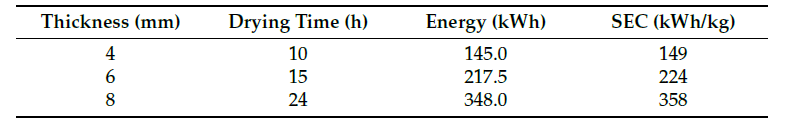 Thickness (mm) Drying Time (h) Energy (kWh) SEC (kWh/kg)
4 10 145.0 149
6 15 217.5 224
8 24 348.0 358